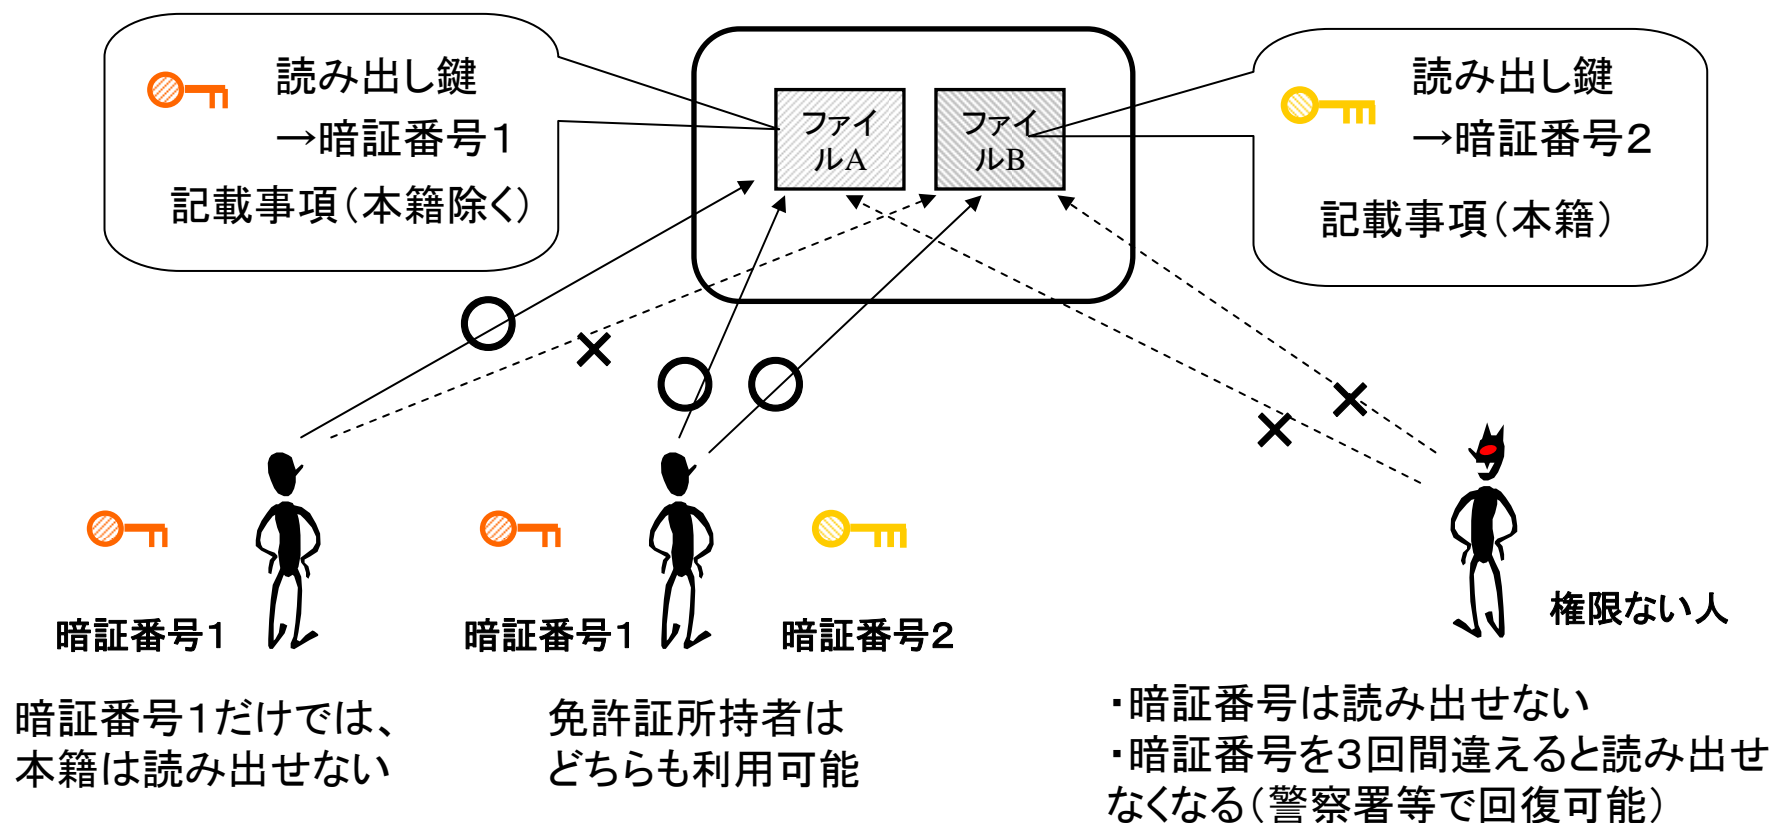 読み出し鍵
→暗証番号1
記載事項(本籍除く)
ファイ
ルA
ファイ
ルB
読み出し鍵
→暗証番号2
記載事項(本籍)
暗証番号1
暗証番号1
暗証番号2
権限ない人
暗証番号1だけでは、
本籍は読み出せない
免許証所持者は
どちらも利用可能
・暗証番号は読み出せない
・暗証番号を3回間違えると読み出せ
なくなる(警察署等で回復可能)